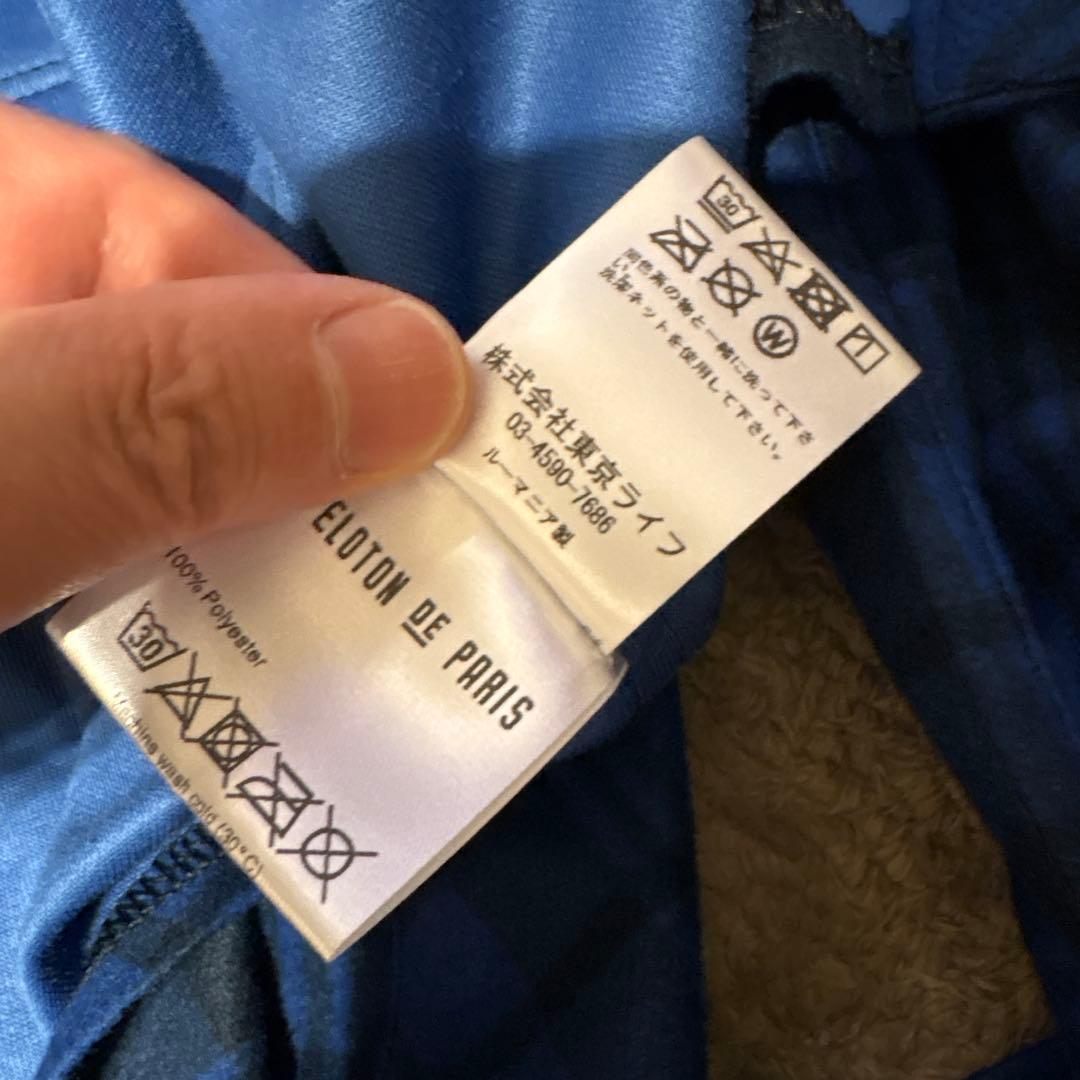 30
W
同色系の物と一緒に洗って下さ
い。
洗濯ネットを使用して下さい。
株式会社東京ライフ
03-4590-7686
ルーマニア製
ELOTON DE PARIS
100% Polyester
30
wash cold (30°C)